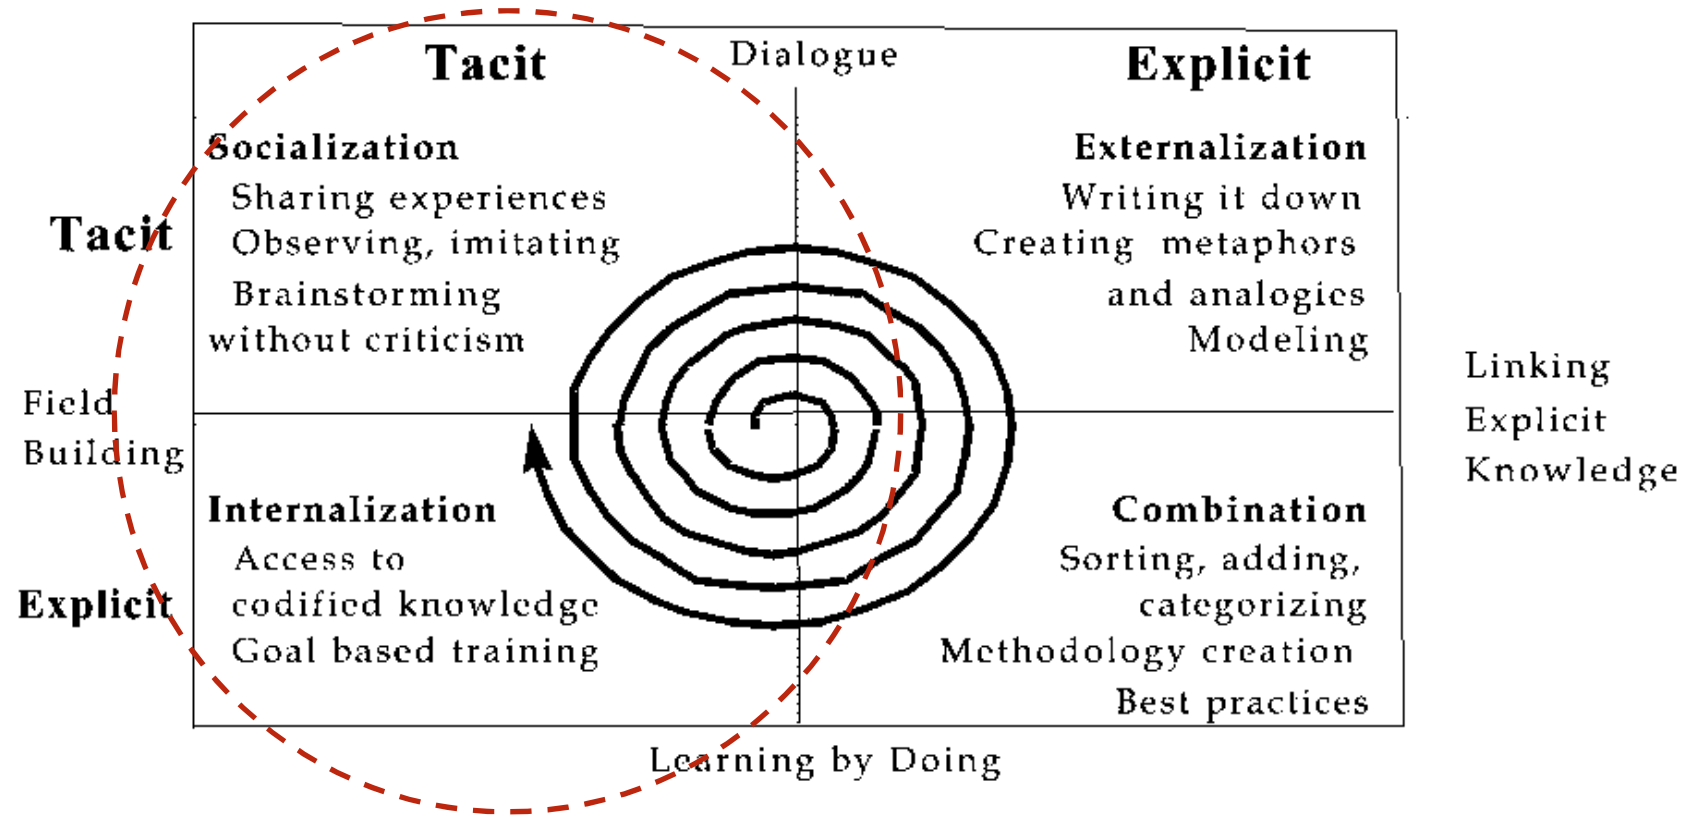 Tacit
Dialogue
Explicit
Socialization
Sharing experiences
Observing, imitating
Brainstorming
without criticism
Externalization
Writing it down
Creating metaphors
and analogies
Modeling
Tacit
Field
Building
Linking
Explicit
Knowledge
Internalization
Access to
codified knowledge
Goal based training
Combination
Sorting, adding,
categorizing
Methodology creation
Best practices
Explicit
Learning by Doing